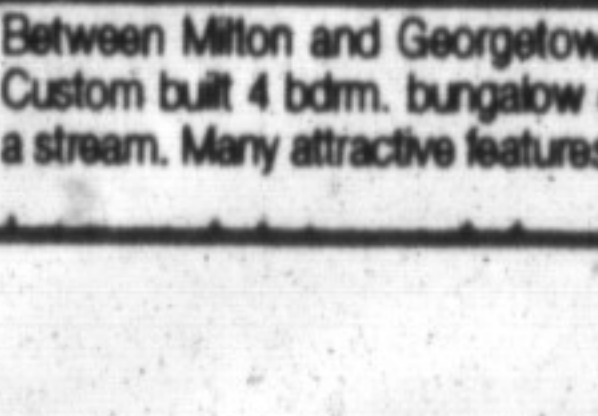 Between Milton and Georgetow
Custom built 4 bdrm. bungalow
a stream. Many attractive features